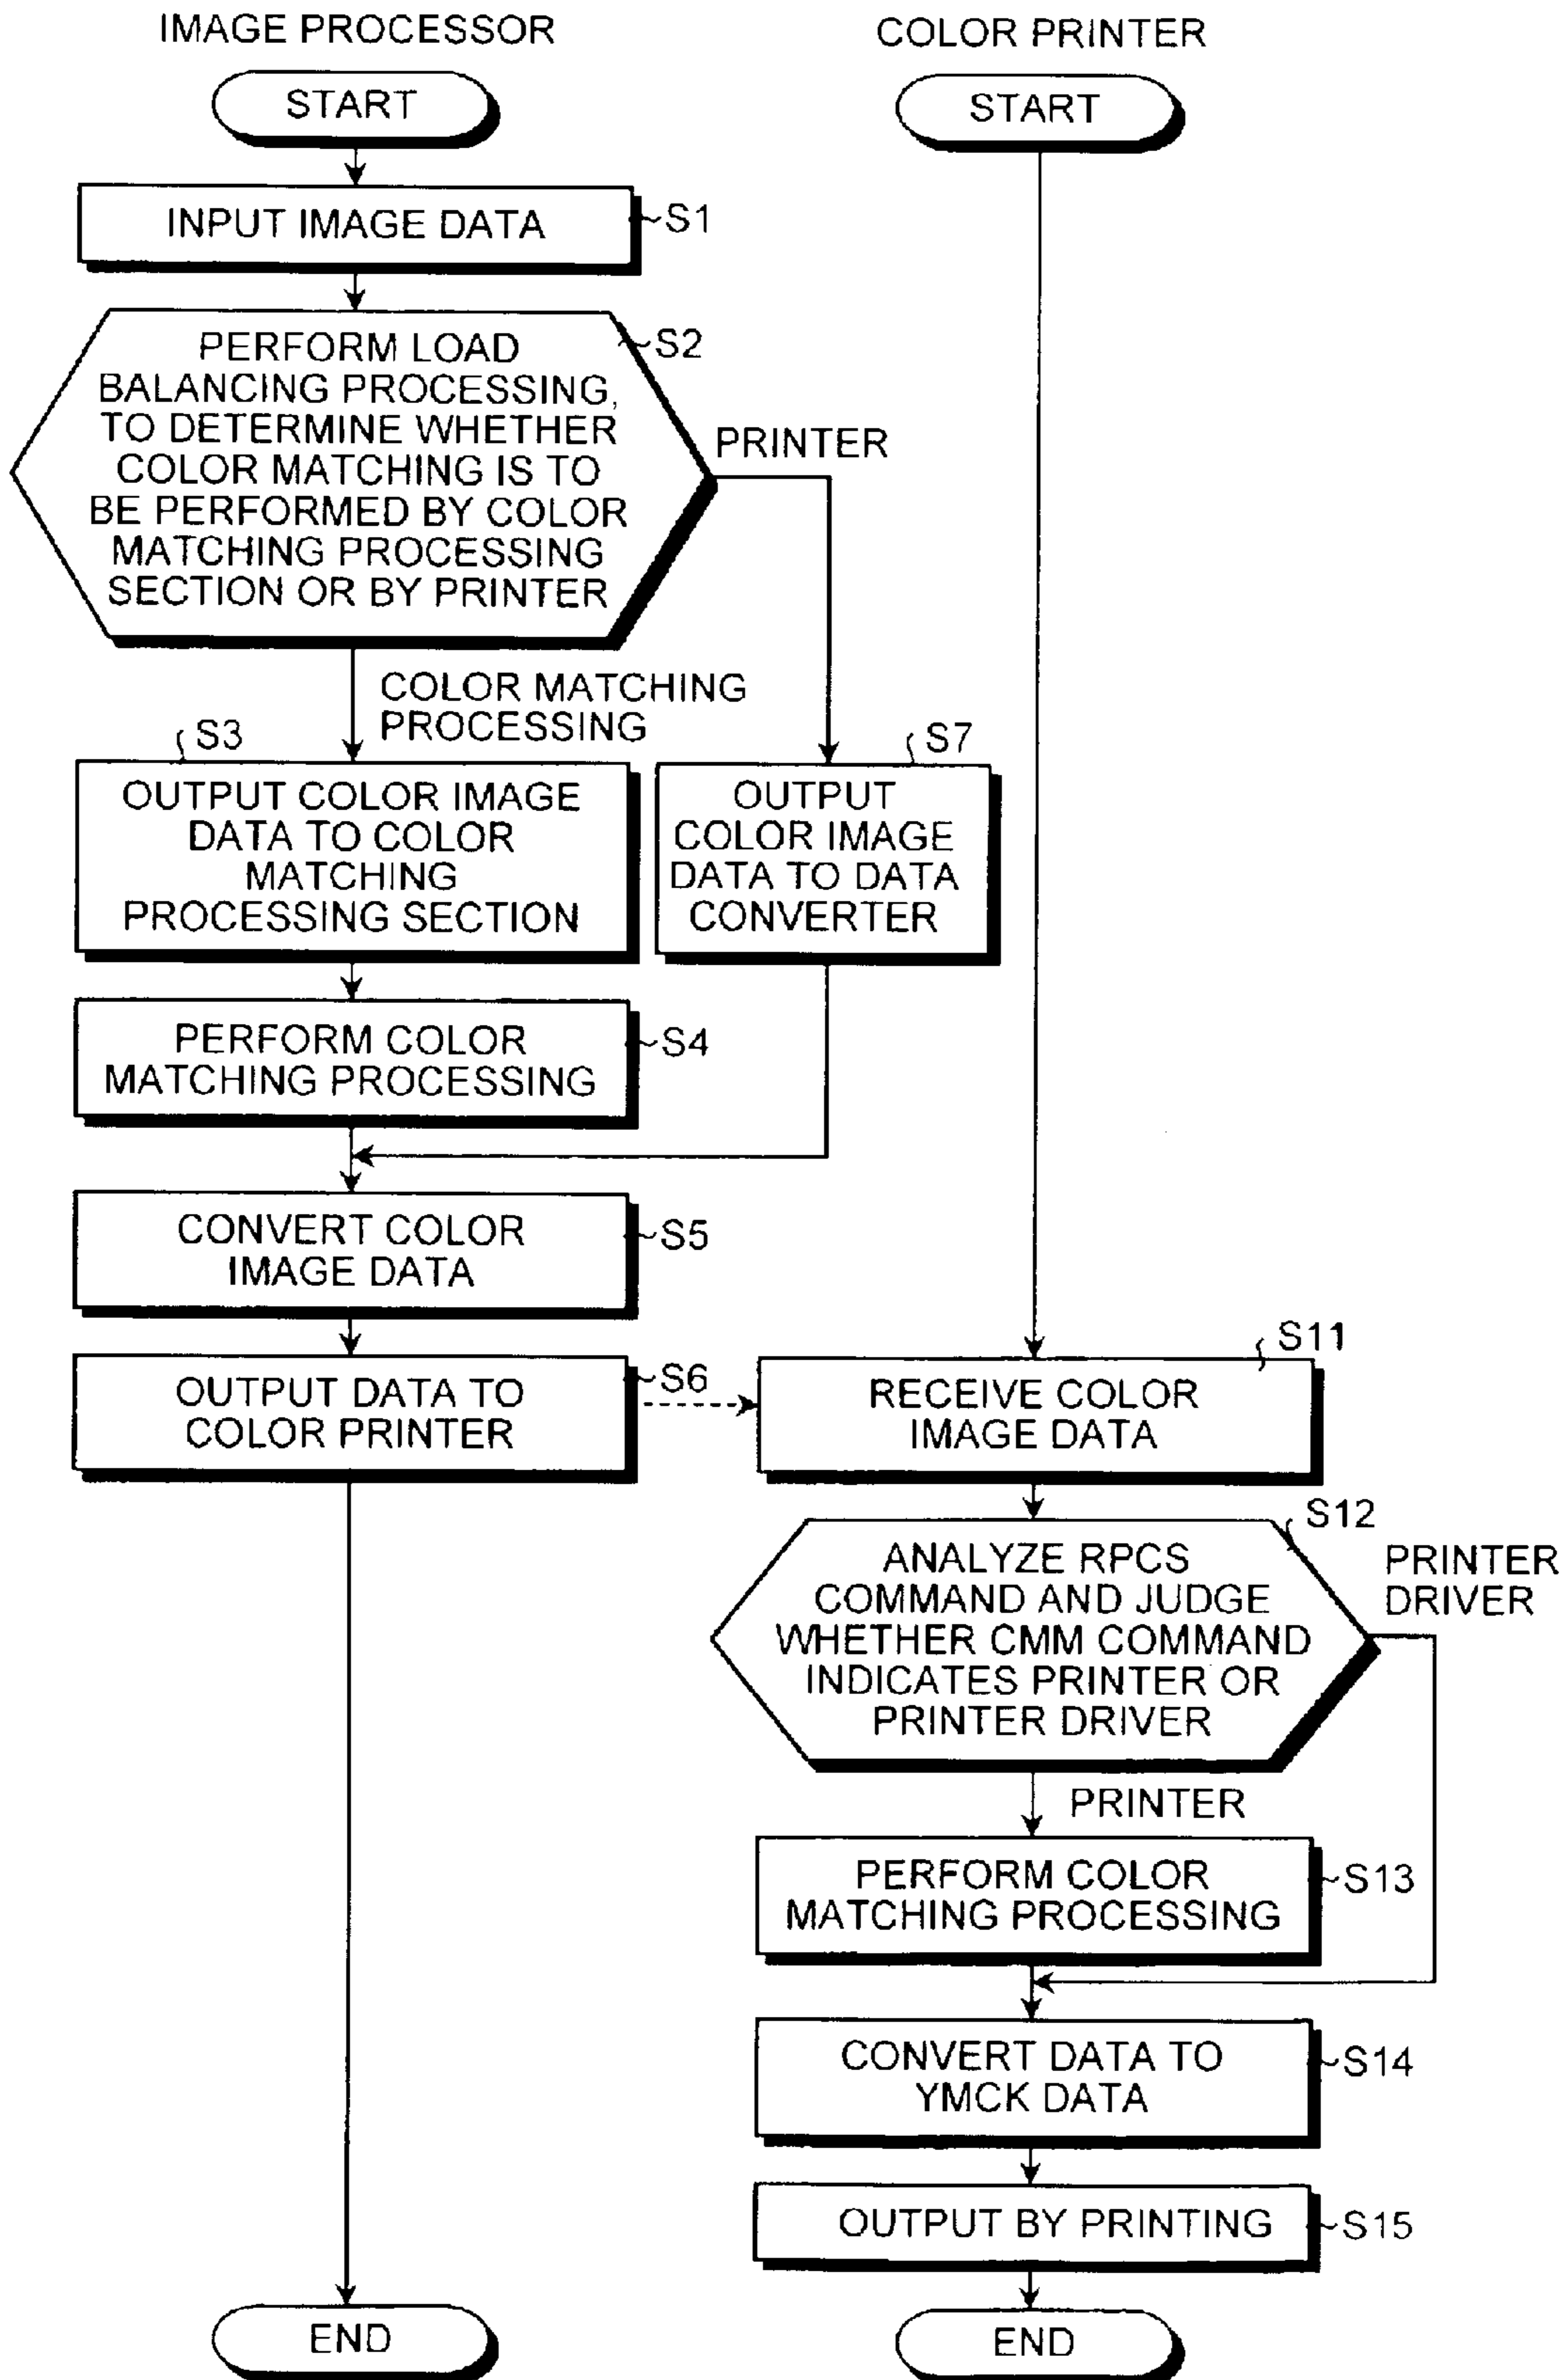 IMAGE PROCESSOR
START
INPUT IMAGE DATA
S1
PERFORM LOAD
BALANCING PROCESSING,
TO DETERMINE WHETHER
COLOR MATCHING IS TO
BE PERFORMED BY COLOR
MATCHING PROCESSING
SECTION OR BY PRINTER
S2
PRINTER
COLOR MATCHING
PROCESSING
S3
OUTPUT COLOR IMAGE
DATA TO COLOR
MATCHING
PROCESSING SECTION
S7
OUTPUT
COLOR IMAGE
DATA TO DATA
CONVERTER
PERFORM COLOR
MATCHING PROCESSING
S4
CONVERT COLOR
IMAGE DATA
S5
OUTPUT DATA TO
COLOR PRINTER
S6
END
COLOR PRINTER
START
S11
RECEIVE COLOR
IMAGE DATA
S12
ANALYZE RPCS
COMMAND AND JUDGE
WHETHER CMM COMMAND
INDICATES PRINTER OR
PRINTER DRIVER
PRINTER
DRIVER
PRINTER
PERFORM COLOR
MATCHING PROCESSING
S13
CONVERT DATA TO
YMCK DATA
S14
OUTPUT BY PRINTING
S15
END